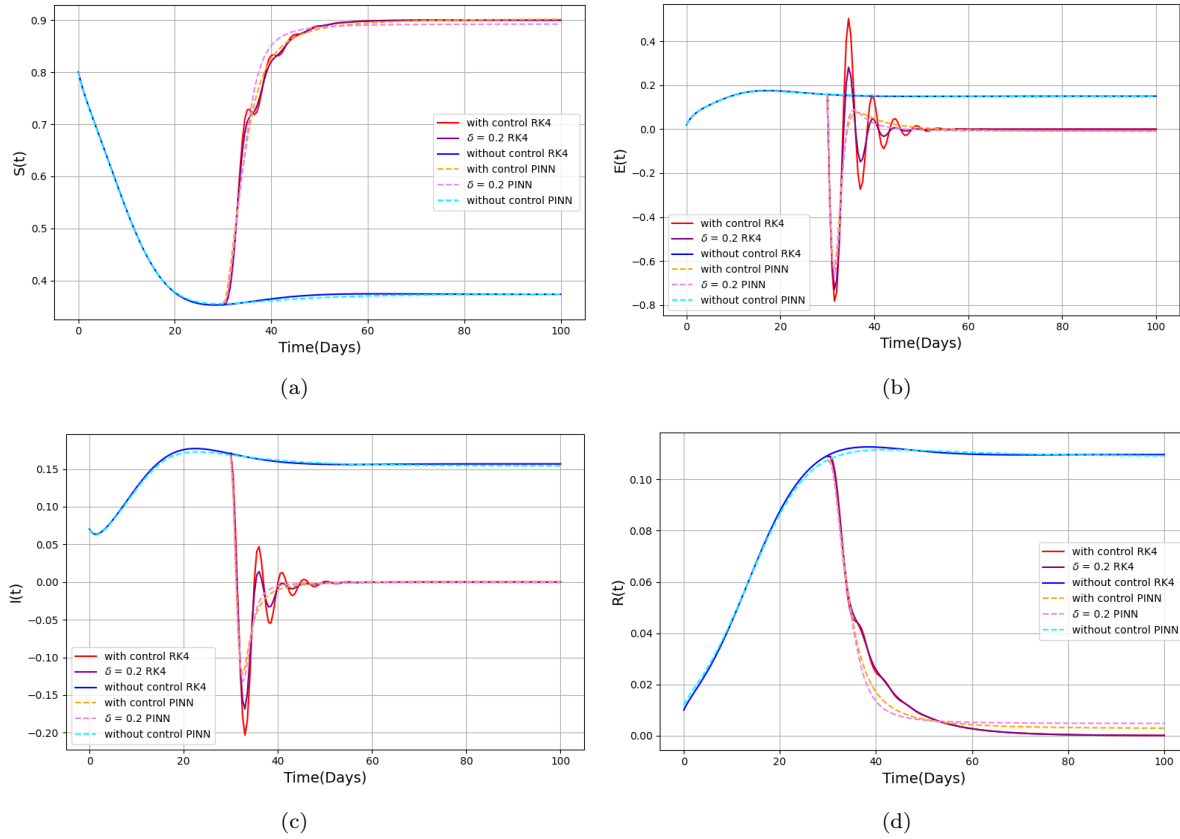 0.9
0.8
0.7
0.6
0.5
0.4
S(t)
0 20 40 60 80 100
Time(Days)
with control RK4
δ = 0.2 RK4
without control RK4
with control PINN
δ = 0.2 PINN
without control PINN
(a)
0.4
0.2
0.0
−0.2
−0.4
−0.6
−0.8
E(t)
0 20 40 60 80 100
Time(Days)
with control RK4
δ = 0.2 RK4
without control RK4
with control PINN
δ = 0.2 PINN
without control PINN
(b)
0.15
0.10
0.05
0.00
−0.05
−0.10
−0.15
−0.20
I(t)
0 20 40 60 80 100
Time(Days)
with control RK4
δ = 0.2 RK4
without control RK4
with control PINN
δ = 0.2 PINN
without control PINN
(c)
0.10
0.08
0.06
0.04
0.02
0.00
R(t)
0 20 40 60 80 100
Time(Days)
with control RK4
δ = 0.2 RK4
without control RK4
with control PINN
δ = 0.2 PINN
without control PINN
(d)